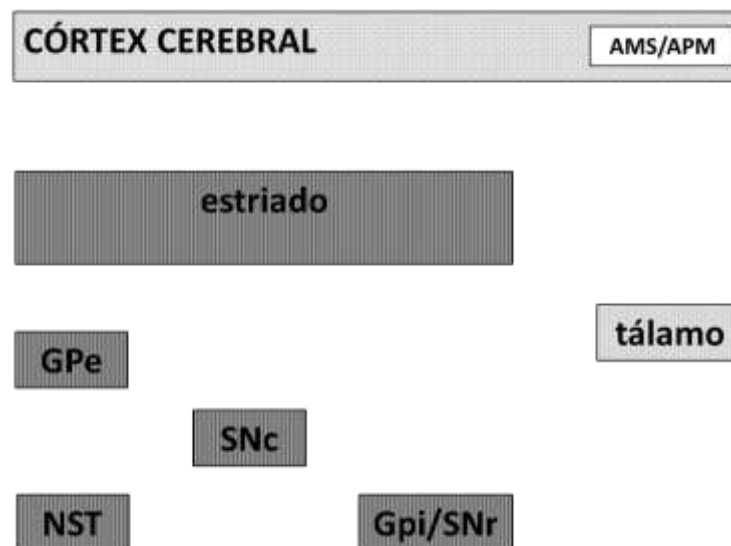 CÓRTEX CEREBRAL
AMS/APM
estriado
tálamo
GPe
SNc
NST
Gpi/SNr